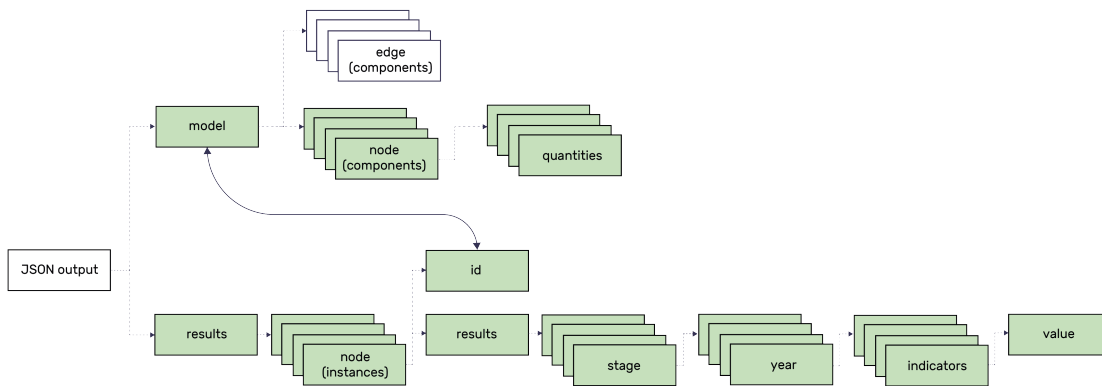 edge
(components)
model
node
(components)
quantities
JSON output
id
results
node
(instances)
results
stage
year
indicators
value